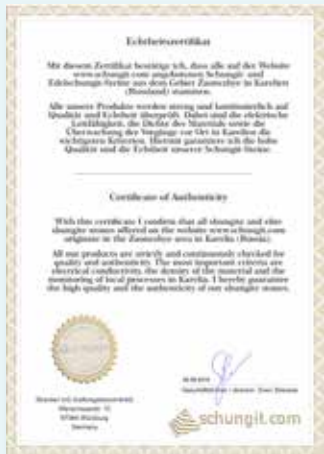 Echtheitszertifikat
Mit diesem Zertifikat bestätige ich, dass alle auf der Website
www.schungit.com angebotenen Schungit- und
Edelschungit-Steine aus dem Gebiet Zaonezhye in Karelien
(Russland) stammen.
Alle unsere Produkte werden streng und kontinuierlich auf
Qualität und Echtheit überprüft. Dabei sind die elektrische
Leitfähigkeit, die Dichte des Materials sowie die
Überwachung der Vorgänge vor Ort in Karelien die
wichtigsten Kriterien. Hiermit garantiere ich die hohe
Qualität und die Echtheit unserer Schungit-Steine.
Certificate of Authenticity
With this certificate I confirm that all shungite and elite
shungite stones offered on the website www.schungit.com
originate in the Zaonezhye area in Karelia (Russia).
All our products are strictly and continuously checked for
quality and authenticity. The most important criteria are
electrical conductivity, the density of the material and the
monitoring of local processes in Karelia. I hereby guarantee
the high quality and the authenticity of our shungite stones.
Würzburg
Germany
schungit.com